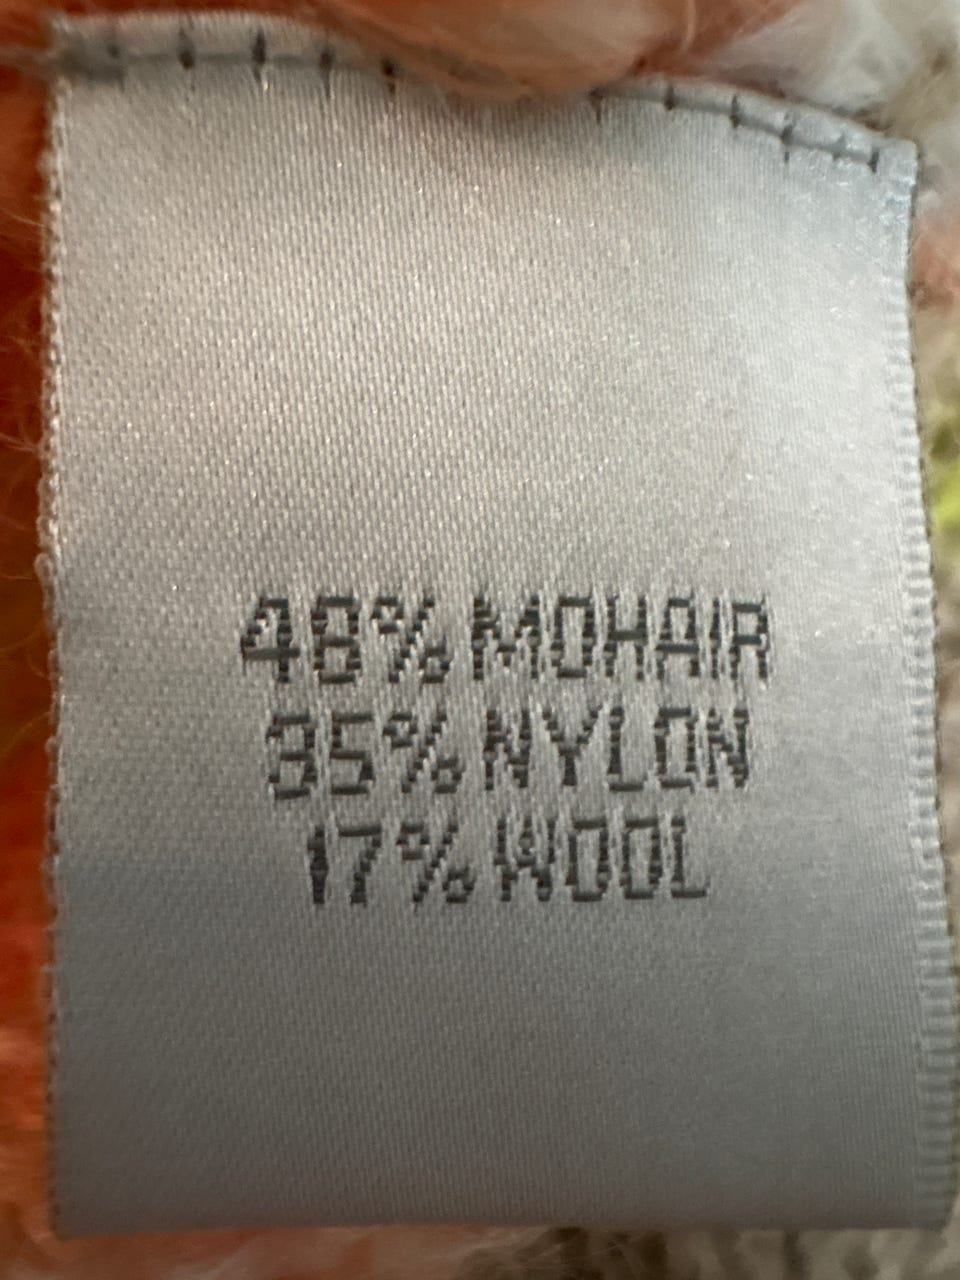 48% MOHAIR
35% NYLON
17% WOOL